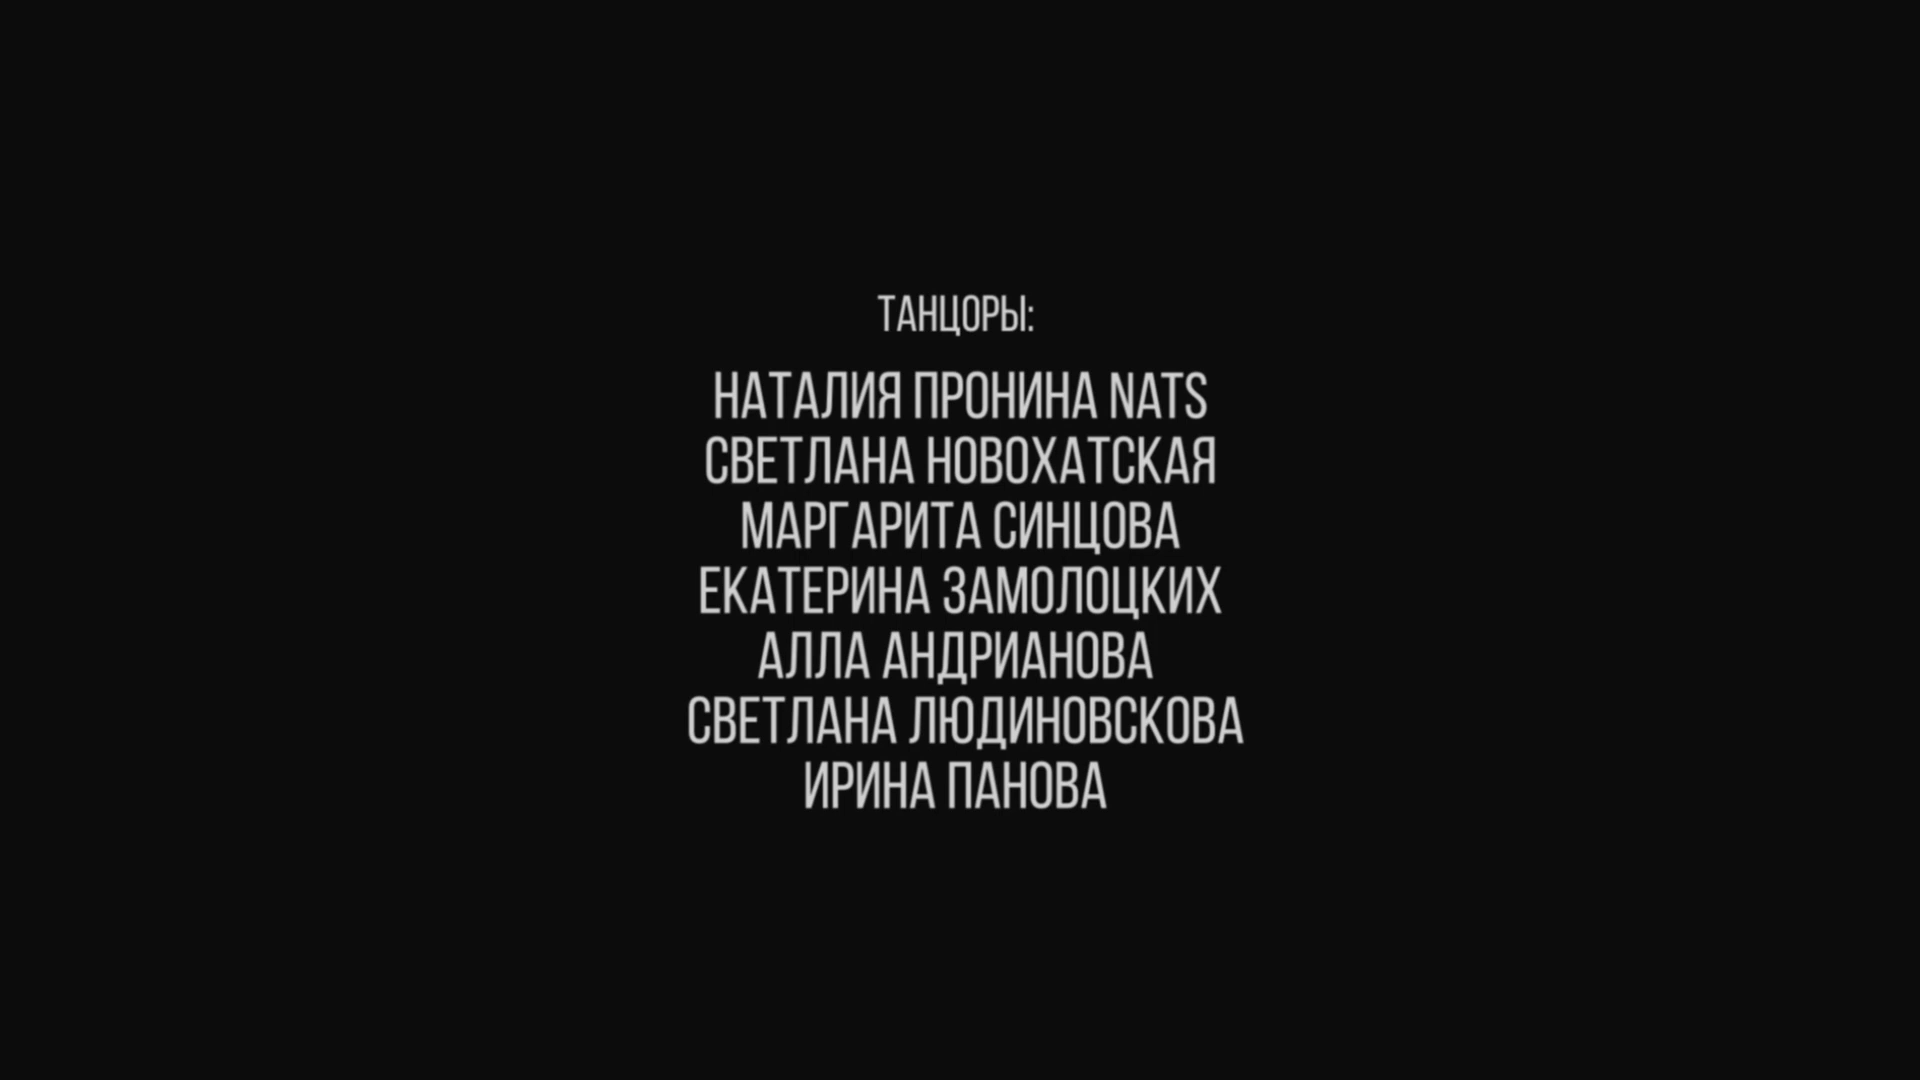 ТАНЦОРЫ:
НАТАЛИЯ ПРОНИНА NATS
СВЕТЛАНА НОВОХАТСКАЯ
МАРГАРИТА СИНЦОВА
ЕКАТЕРИНА ЗАМОЛОЦКИХ
АЛЛА АНДРИАНОВА
СВЕТЛАНА ЛЮДИНОВСКОВА
ИРИНА ПАНОВА